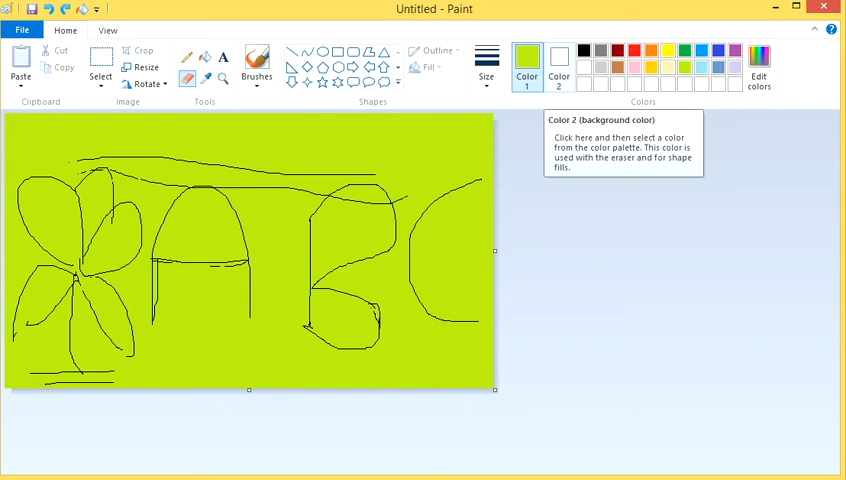 Untitled - Paint
File Home View
Paste
Cut
Copy
Clipboard
Select
Crop
Resize
Rotate
Image
A
Tools
Brushes
Outline
Fill
Shapes
Size
Color 1
Color 2
Edit colors
Colors
Color 2 (background color)
Click here and then select a color
from the color palette. This color is
used with the eraser and for shape
fills.
A B C